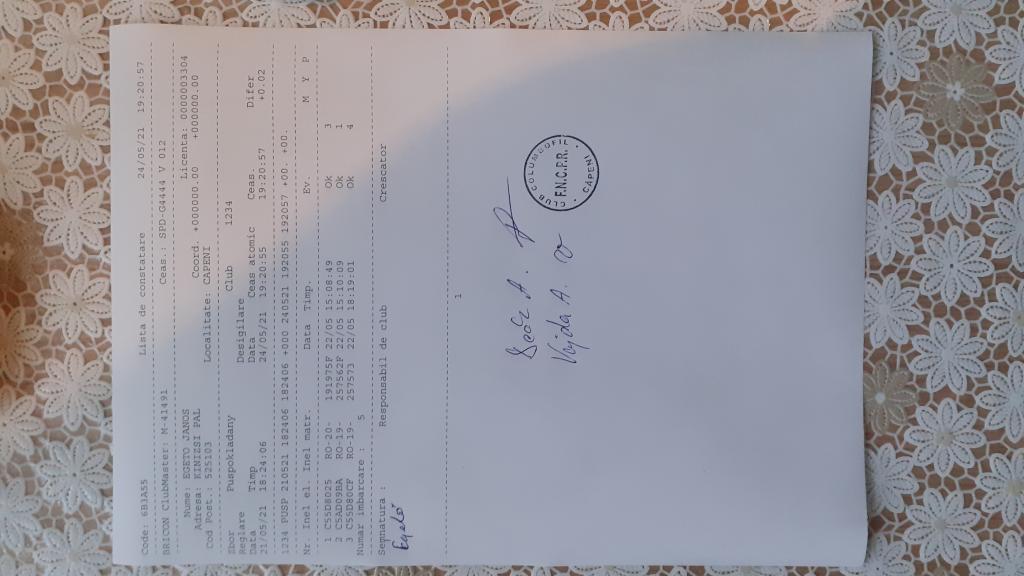 Code: 6B3A55 Lista de constatare 24/05/21 19:20:57
BRICON ClubMaster: M-41491 Ceas.: SPD-G4444 V 012
Nume: EGETO JANOS Licenta: 0000003304
Adresa: KINIZSI PAL Coord. +000000.00 +000000.00
Cod Post. 525103 Localitate: CAPENI
Zbor Puspokladany Club 1234
Reglare Desigilare
Data Timp Data Ceas atomic Ceas. Difer
21/05/21 18:24:06 24/05/21 19:20:55 19:20:57 +0:02
1234 PUSP 210521 182406 182406 +000 240521 192055 192057 +00 +00.
Nr. Inel el. Inel matr. Data Timp. Ev. M Y P
1 C55D8025 RO-20- 191975F 22/05 15:08:49 Ok 3
2 C5AD09BA RO-19- 257562F 22/05 15:10:09 Ok 1
3 C55D80CF RO-19- 257573 22/05 18:19:01 Ok 4
Numar imbarcare : 5
Semnatura : Responsabil de club Crescator
1
Vajda A.
CLUB COLUMBOFIL
F.N.C.P.R.
CAPENI